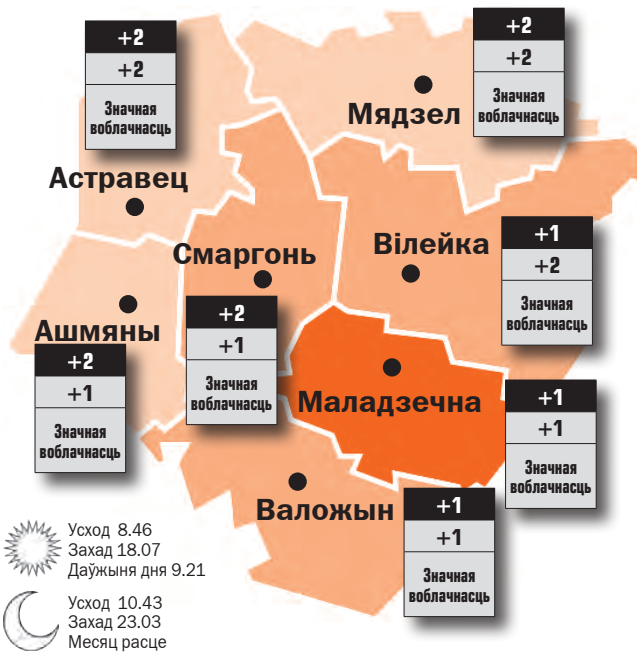 +2
+2
Значная
воблачнасць
+2
+2
Значная
воблачнасць
Мядзел
Астравец
Смаргонь
Вілейка
+1
+2
Значная
воблачнасць
Ашмяны
+2
+1
Значная
воблачнасць
+2
+1
Значная
воблачнасць
Маладзечна
+1
+1
Значная
воблачнасць
Валожын
+1
+1
Значная
воблачнасць
Усход 8.46
Захад 18.07
Даўжыня дня 9.21
Усход 10.43
Захад 23.03
Месяц расце